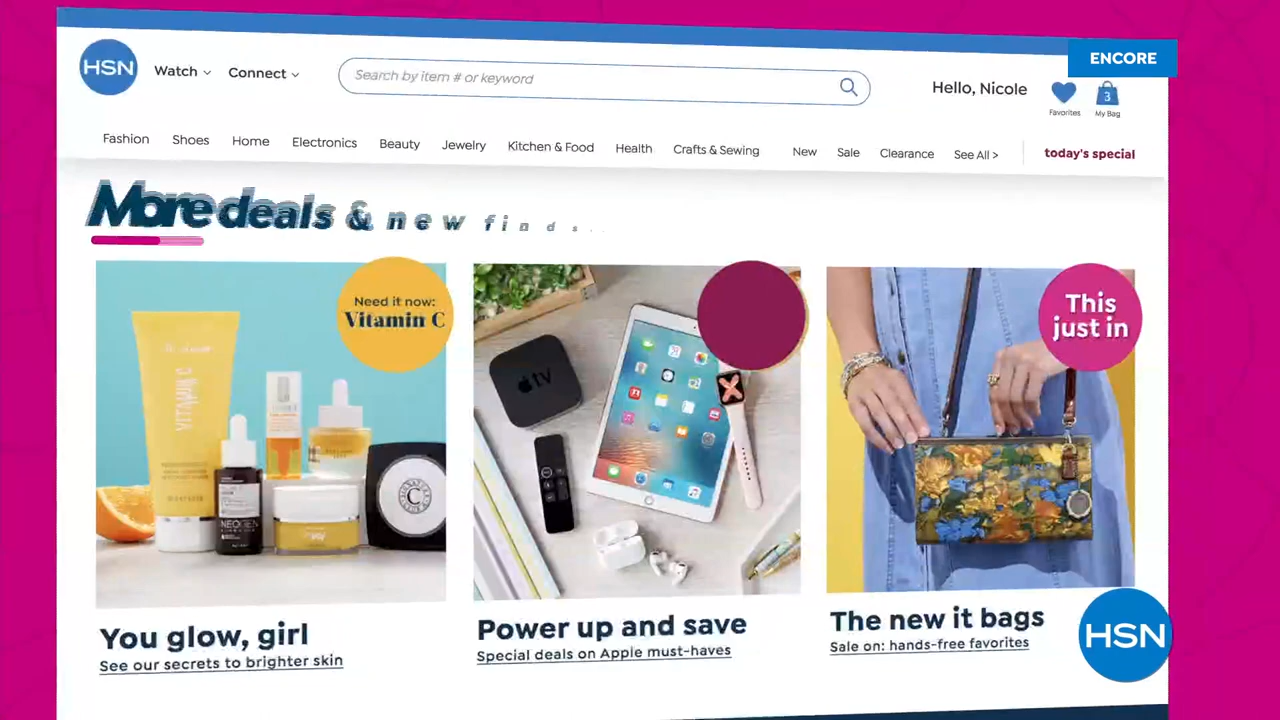 ENCORE
HSN
Watch
Connect
Search by item # or keyword
Hello, Nicole
Favorites
3
My Bag
Fashion
Shoes
Home
Electronics
Beauty
Jewelry
Kitchen & Food
Health
Crafts & Sewing
New
Sale
Clearance
See All >
today's special
More deals & new finds...
Need it now:
Vitamin C
This
just in
VITAMIN C
NEOGEN
C
tv
You glow, girl
See our secrets to brighter skin
Power up and save
Special deals on Apple must-haves
The new it bags
Sale on: hands-free favorites
HSN